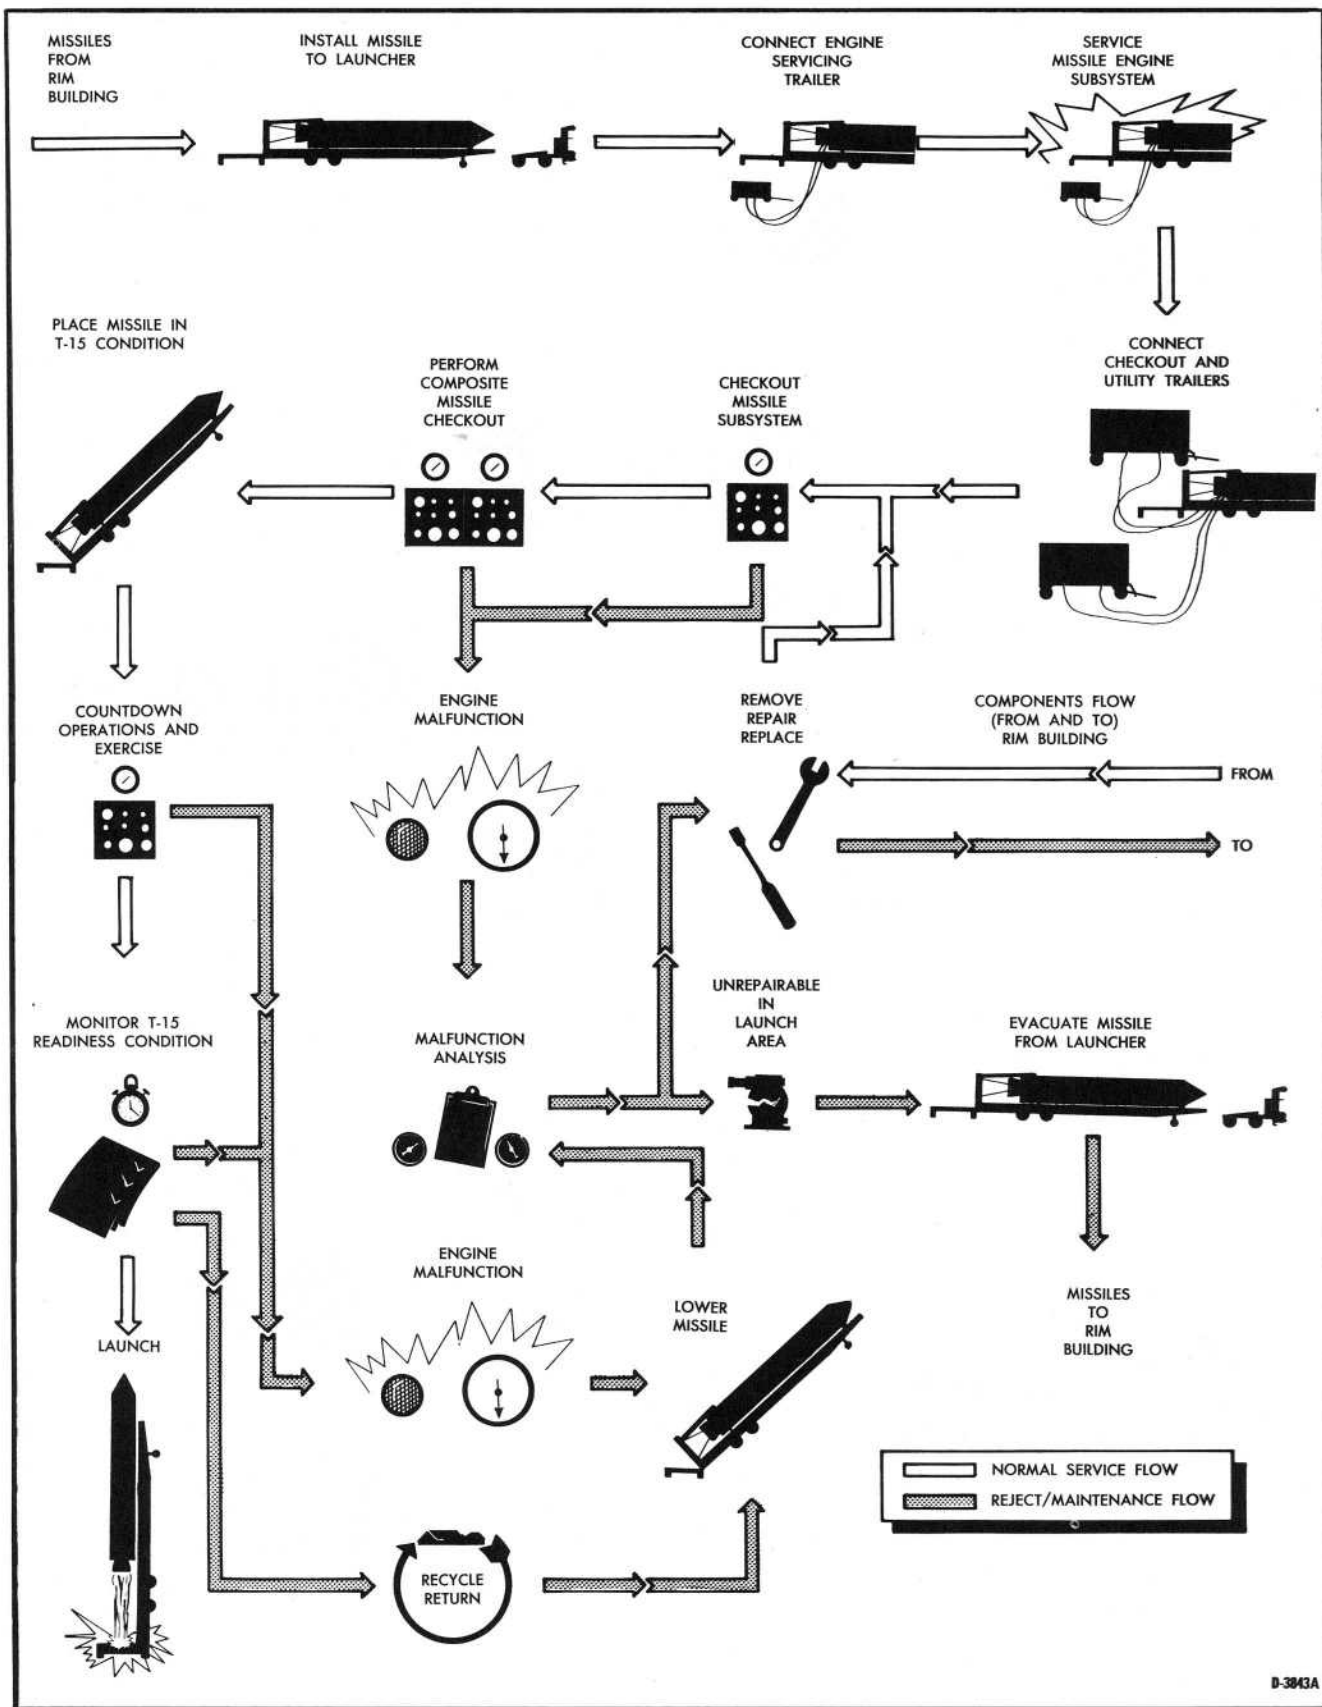 MISSILES
FROM
RIM
BUILDING
INSTALL MISSILE
TO LAUNCHER
CONNECT ENGINE
SERVICING
TRAILER
SERVICE
MISSILE ENGINE
SUBSYSTEM
PLACE MISSILE IN
T-15 CONDITION
PERFORM
COMPOSITE
MISSILE
CHECKOUT
CHECKOUT
MISSILE
SUBSYSTEM
CONNECT
CHECKOUT AND
UTILITY TRAILERS
COUNTDOWN
OPERATIONS AND
EXERCISE
ENGINE
MALFUNCTION
REMOVE
REPAIR
REPLACE
COMPONENTS FLOW
(FROM AND TO)
RIM BUILDING
FROM
TO
MONITOR T-15
READINESS CONDITION
MALFUNCTION
ANALYSIS
UNREPAIRABLE
IN
LAUNCH
AREA
EVACUATE MISSILE
FROM LAUNCHER
ENGINE
MALFUNCTION
LOWER
MISSILE
MISSILES
TO
RIM
BUILDING
LAUNCH
NORMAL SERVICE FLOW
REJECT/MAINTENANCE FLOW
RECYCLE
RETURN
D-3843A